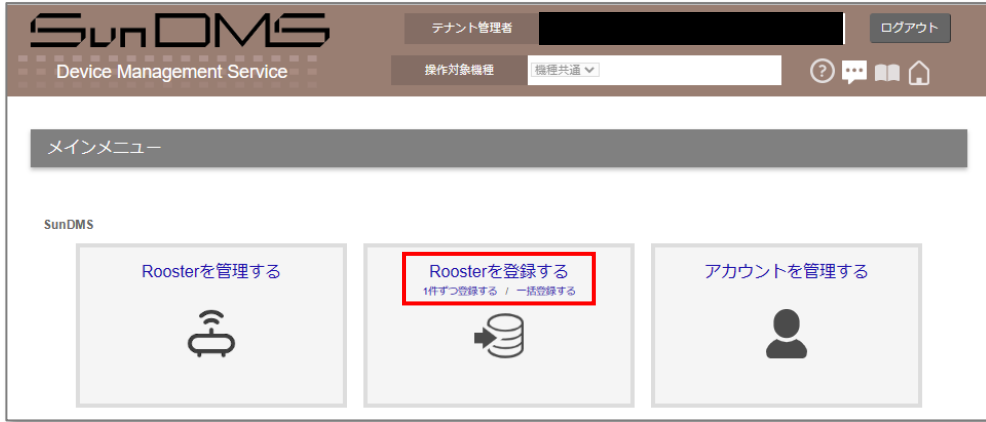 SunDMS
Device Management Service
テナント管理者
ログアウト
操作対象機種
機種共通
?
メインメニュー
SunDMS
Roosterを管理する
Roosterを登録する
1件ずつ登録する / 一括登録する
アカウントを管理する